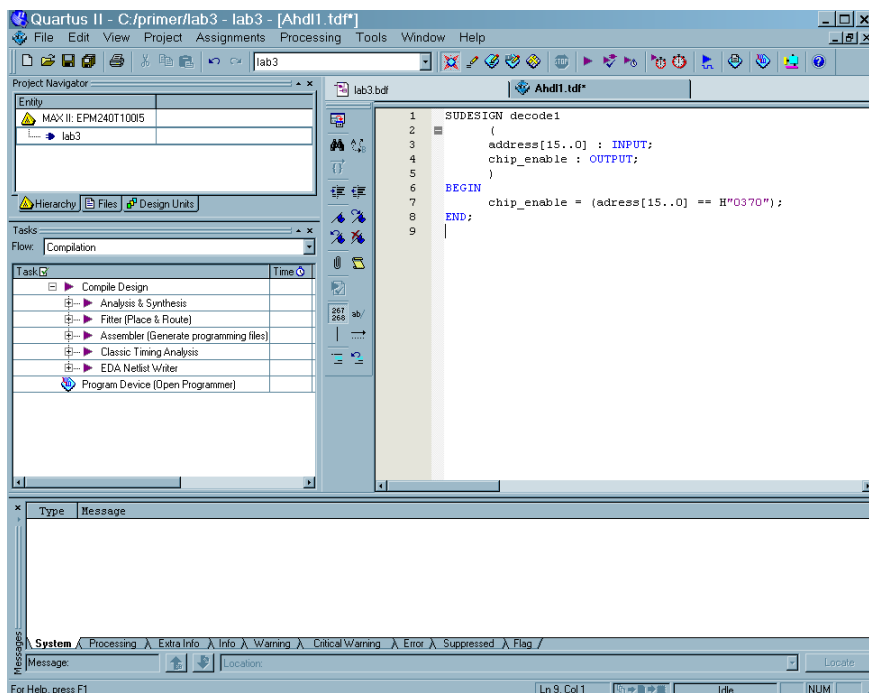 Quartus II - C:/primer/lab3 - lab3 - [Ahdl1.tdf*]
File Edit View Project Assignments Processing Tools Window Help
lab3
Project Navigator
Entity
MAX II: EPM240T100I5
lab3
Hierarchy Files Design Units
Tasks
Flow: Compilation
Task Time
Compile Design
Analysis & Synthesis
Fitter (Place & Route)
Assembler (Generate programming files)
Classic Timing Analysis
EDA Netlist Writer
Program Device (Open Programmer)
lab3.bdf Ahdl1.tdf*
267
268 ab/
1 SUDESIGN decode1
2 (
3 address[15..0] : INPUT;
4 chip_enable : OUTPUT;
5 )
6 BEGIN
7 chip_enable = (adress[15..0] == H"0370");
8 END;
9
Type Message
System Processing Extra Info Info Warning Critical Warning Error Suppressed Flag
Messages
Message: Location: Locate
For Help, press F1 Ln 9, Col 1 Idle NUM